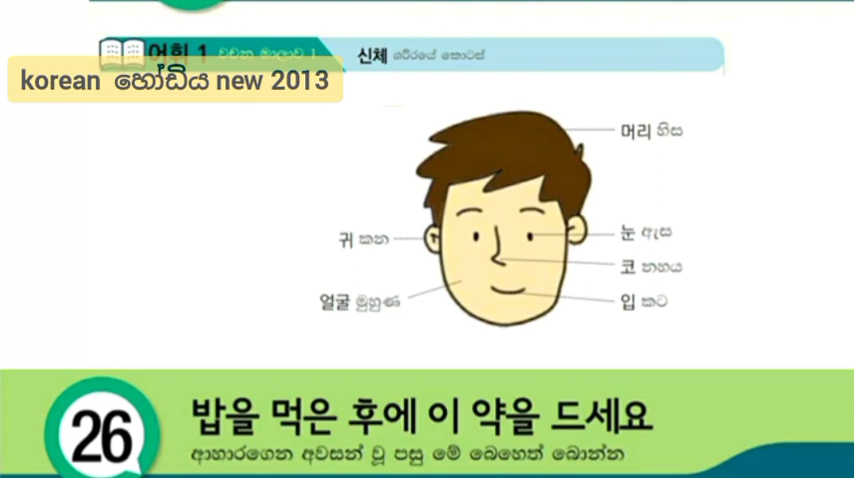 어휘 1 වචන මාලාව 1 신체 ශරීරයේ කොටස්
korean හෝඩිය new 2013
머리 හිස
귀 කන
눈 ඇස
코 නහය
얼굴 මුහුණ
입 කට
26
밥을 먹은 후에 이 약을 드세요
ආහාරගෙන අවසන් වූ පසු මේ බෙහෙත් බොන්න